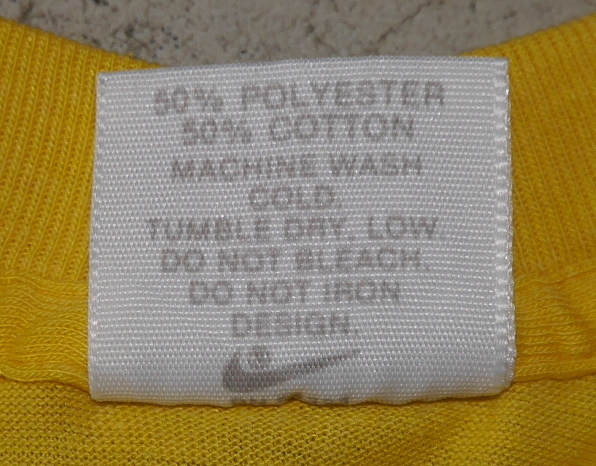 50% POLYESTER
50% COTTON
MACHINE WASH
COLD.
TUMBLE DRY, LOW.
DO NOT BLEACH.
DO NOT IRON
DESIGN.